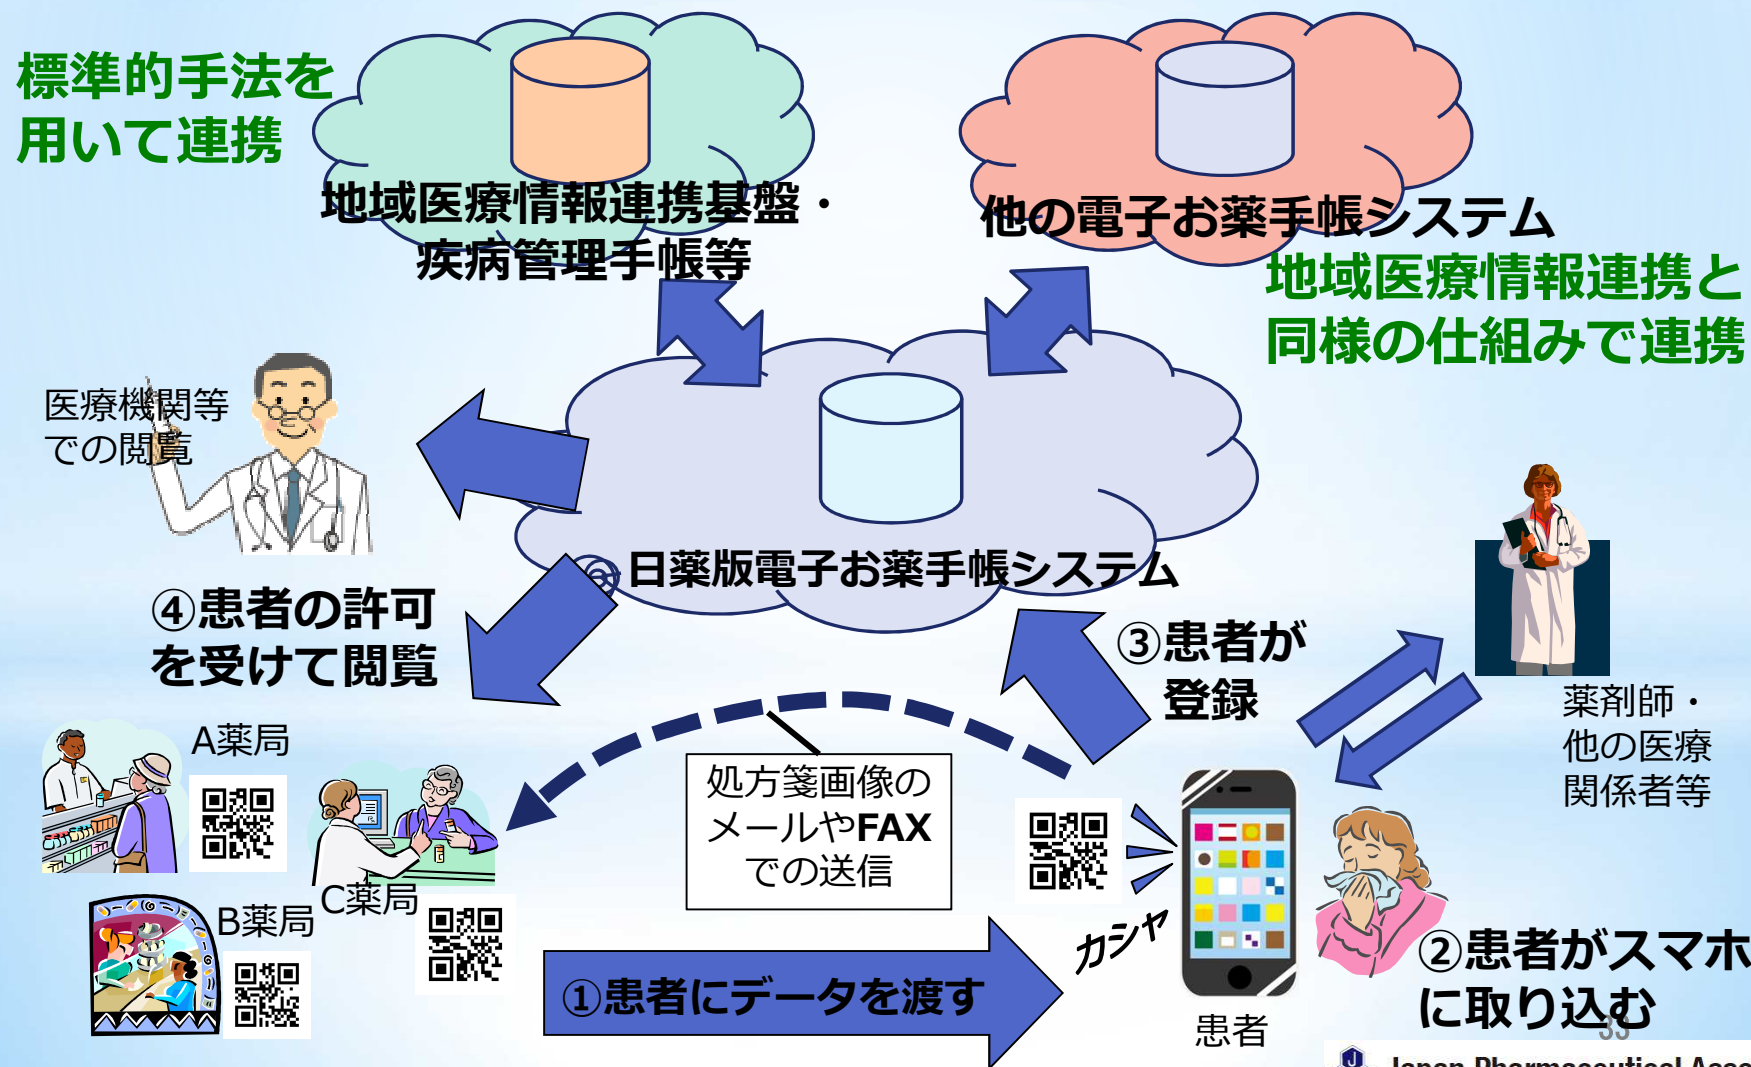 標準的手法を
用いて連携
地域医療情報連携基盤・
疾病管理手帳等
他の電子お薬手帳システム
地域医療情報連携と
同様の仕組みで連携
医療機関等
での閲覧
日薬版電子お薬手帳システム
④患者の許可
を受けて閲覧
③患者が
登録
薬剤師・
他の医療
関係者等
A薬局
処方箋画像の
メールやFAX
での送信
C薬局
B薬局
カシャ
①患者にデータを渡す
②患者がスマホ
に取り込む
患者
33
J
Japan Pharmaceutical